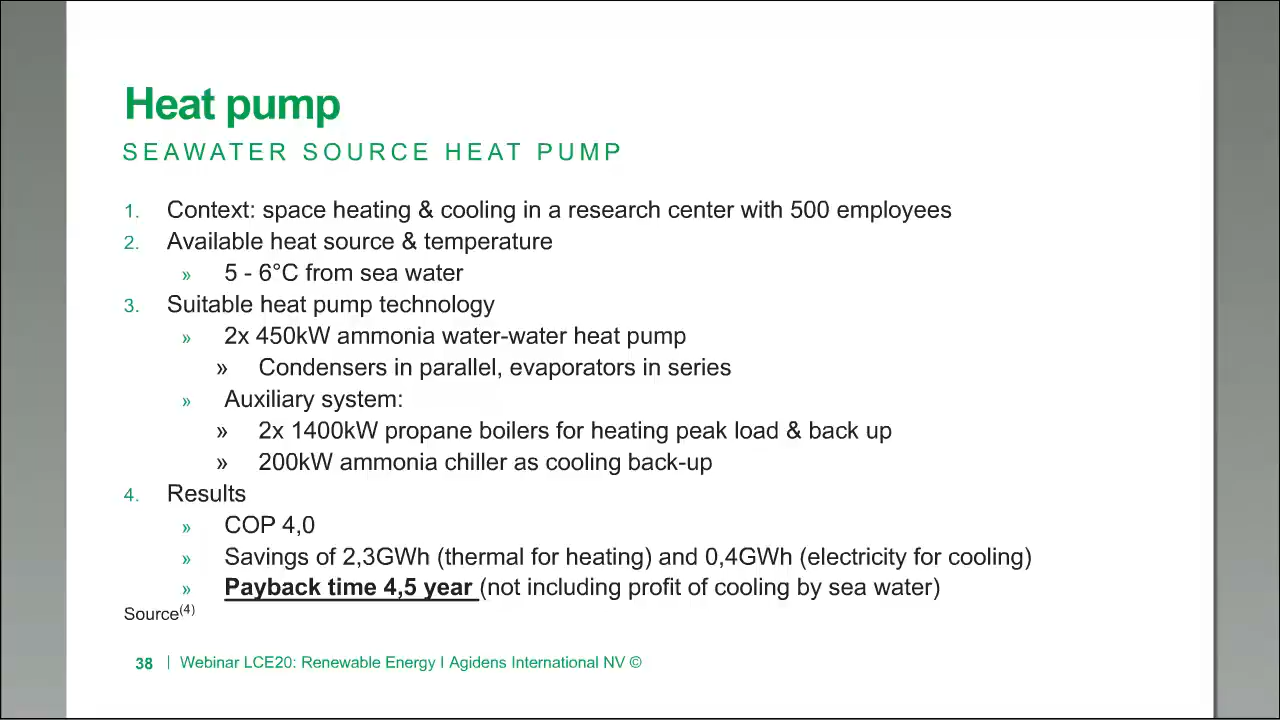 Heat pump
SEAWATER SOURCE HEAT PUMP
1. Context: space heating & cooling in a research center with 500 employees
2. Available heat source & temperature
» 5 - 6°C from sea water
3. Suitable heat pump technology
» 2x 450kW ammonia water-water heat pump
» Condensers in parallel, evaporators in series
» Auxiliary system:
» 2x 1400kW propane boilers for heating peak load & back up
» 200kW ammonia chiller as cooling back-up
4. Results
» COP 4,0
» Savings of 2,3GWh (thermal for heating) and 0,4GWh (electricity for cooling)
» Payback time 4,5 year (not including profit of cooling by sea water)
Source(4)
38 | Webinar LCE20: Renewable Energy I Agidens International NV ©